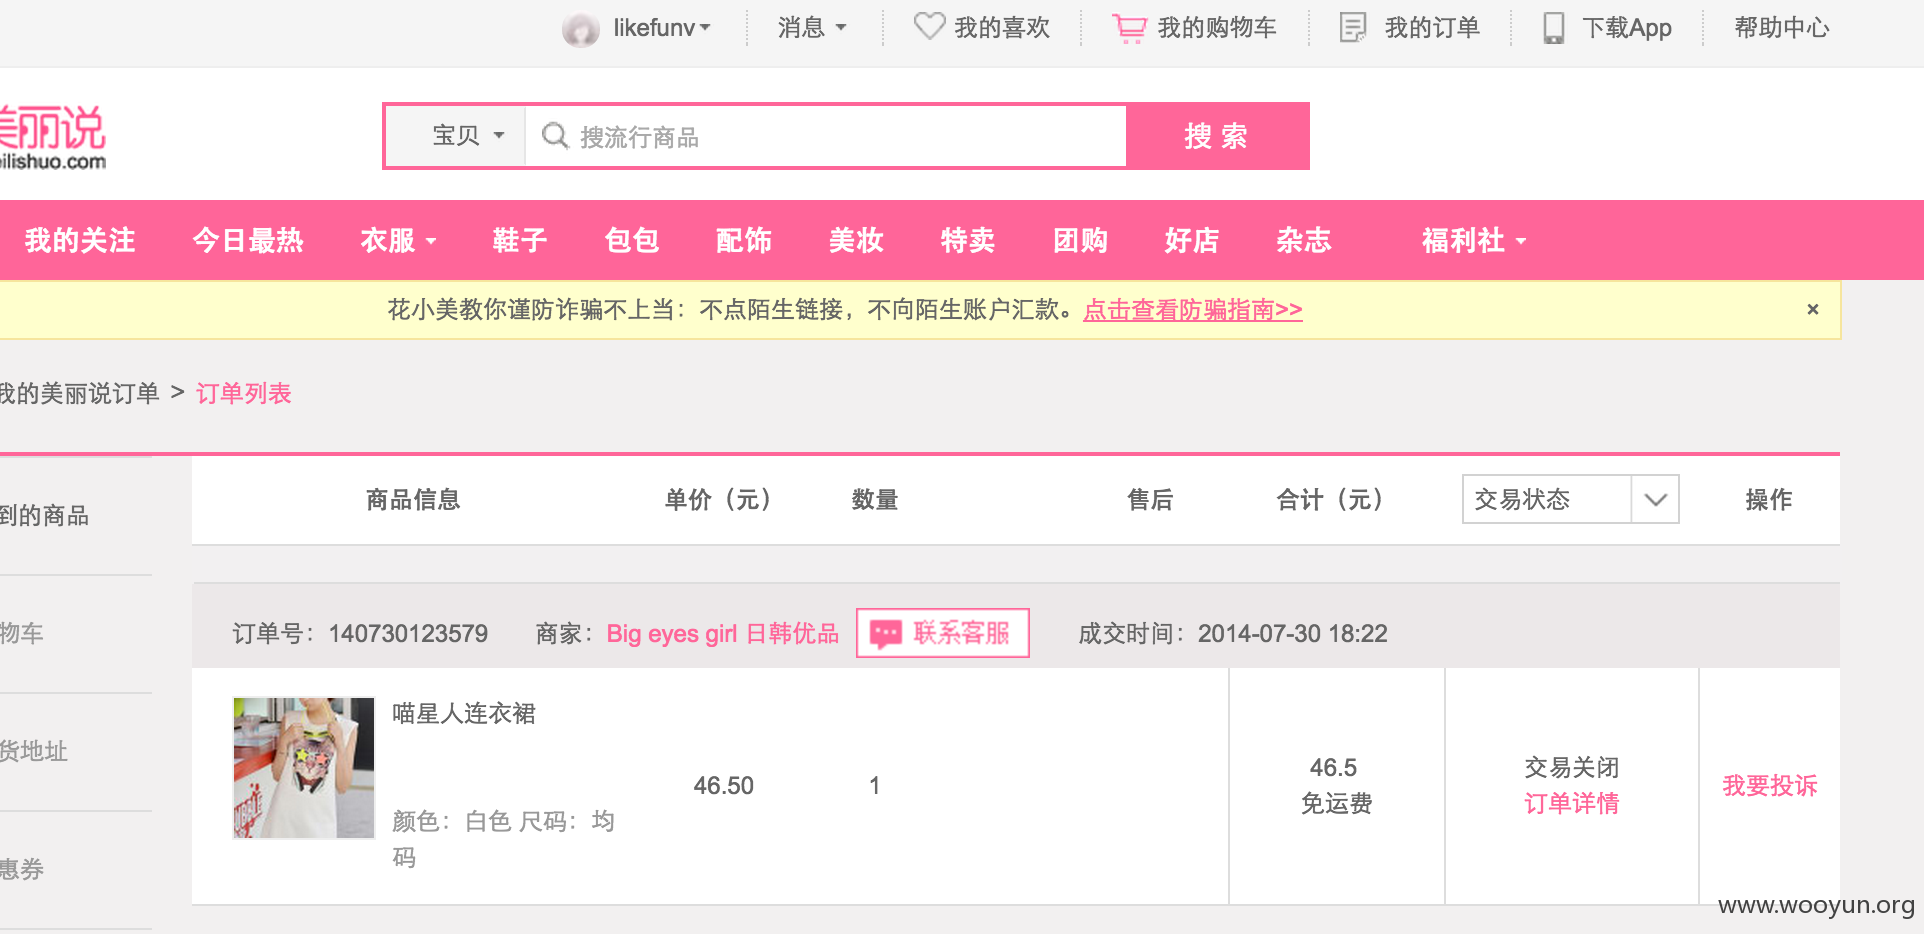 likefunv 消息 我的喜欢 我的购物车 我的订单 下载App 帮助中心
美丽说
eilishuo.com
宝贝 搜流行商品 搜 索
我的关注 今日最热 衣服 鞋子 包包 配饰 美妆 特卖 团购 好店 杂志 福利社
花小美教你谨防诈骗不上当：不点陌生链接，不向陌生账户汇款。点击查看防骗指南>> ×
我的美丽说订单 > 订单列表
到的商品
物车
货地址
惠券
商品信息 单价（元） 数量 售后 合计（元） 交易状态 操作
订单号：140730123579 商家：Big eyes girl 日韩优品 联系客服 成交时间：2014-07-30 18:22
喵星人连衣裙
颜色：白色 尺码：均
码
46.50 1
46.5
免运费
交易关闭
订单详情
我要投诉
www.wooyun.org